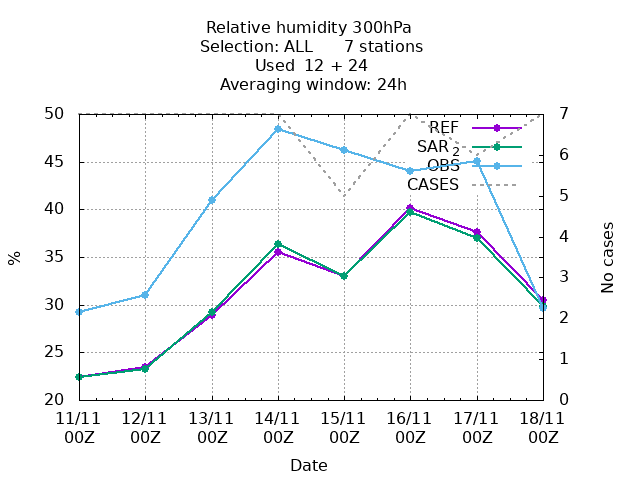 Relative humidity 300hPa
Selection: ALL      7 stations
Used  12 + 24
Averaging window: 24h
50
45
40
35
30
25
20
%
7
6
5
4
3
2
1
0
No cases
REF
SAR 2
OBS
CASES
11/11 12/11 13/11 14/11 15/11 16/11 17/11 18/11
00Z 00Z 00Z 00Z 00Z 00Z 00Z 00Z
Date